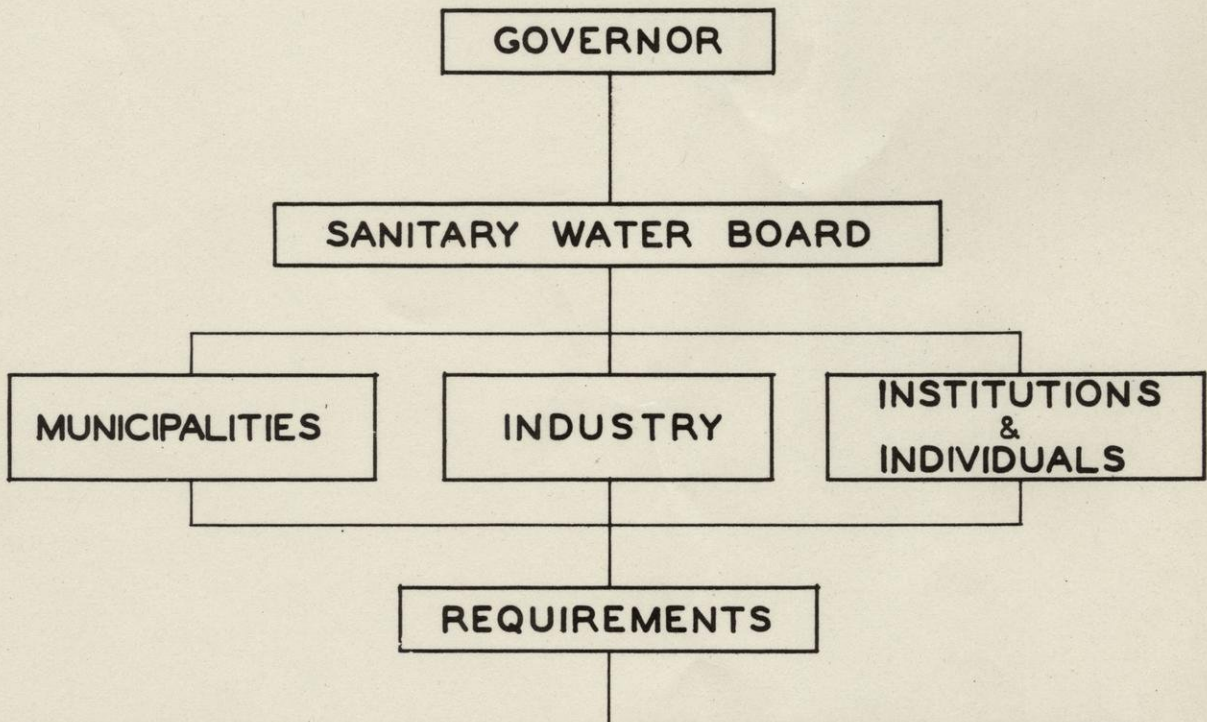 GOVERNOR
SANITARY WATER BOARD
MUNICIPALITIES
INDUSTRY
INSTITUTIONS
&
INDIVIDUALS
REQUIREMENTS